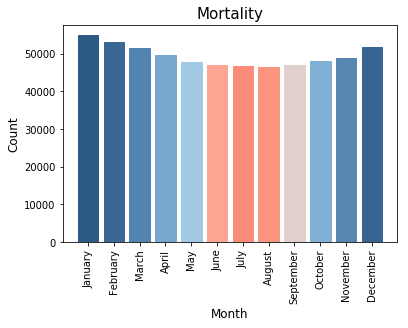 Mortality
Count
50000
40000
30000
20000
10000
0
January
February
March
April
May
June
July
August
September
October
November
December
Month